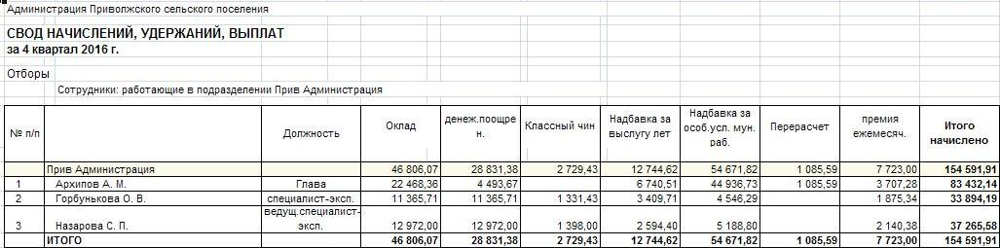 Администрация Приволжского сельского поселения
СВОД НАЧИСЛЕНИЙ, УДЕРЖАНИЙ, ВЫПЛАТ
за 4 квартал 2016 г.
Отборы
Сотрудники: работающие в подразделении Прив Администрация
№ п/п Должность Оклад денеж.поощрен. Классный чин Надбавка за выслугу лет Надбавка за особ.усл. мун. раб. Перерасчет премия ежемесяч. Итого начислено
Прив Администрация 46 806,07 28 831,38 2 729,43 12 744,62 54 671,82 1 085,59 7 723,00 154 591,91
1 Архипов А. М. Глава 22 468,36 4 493,67 6 740,51 44 936,73 1 085,59 3 707,28 83 432,14
2 Горбунькова О. В. специалист-эксп. 11 365,71 11 365,71 1 331,43 3 409,71 4 546,29 1 875,34 33 894,19
3 Назарова С. П. ведущ.специалист-эксп. 12 972,00 12 972,00 1 398,00 2 594,40 5 188,80 2 140,38 37 265,58
ИТОГО 46 806,07 28 831,38 2 729,43 12 744,62 54 671,82 1 085,59 7 723,00 154 591,91